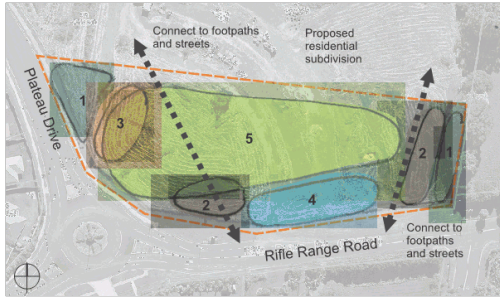 Connect to footpaths
and streets
Proposed
residential
subdivision
Plateau Drive
1
3
5
2
1
2
4
Rifle Range Road
Connect to
footpaths
and streets